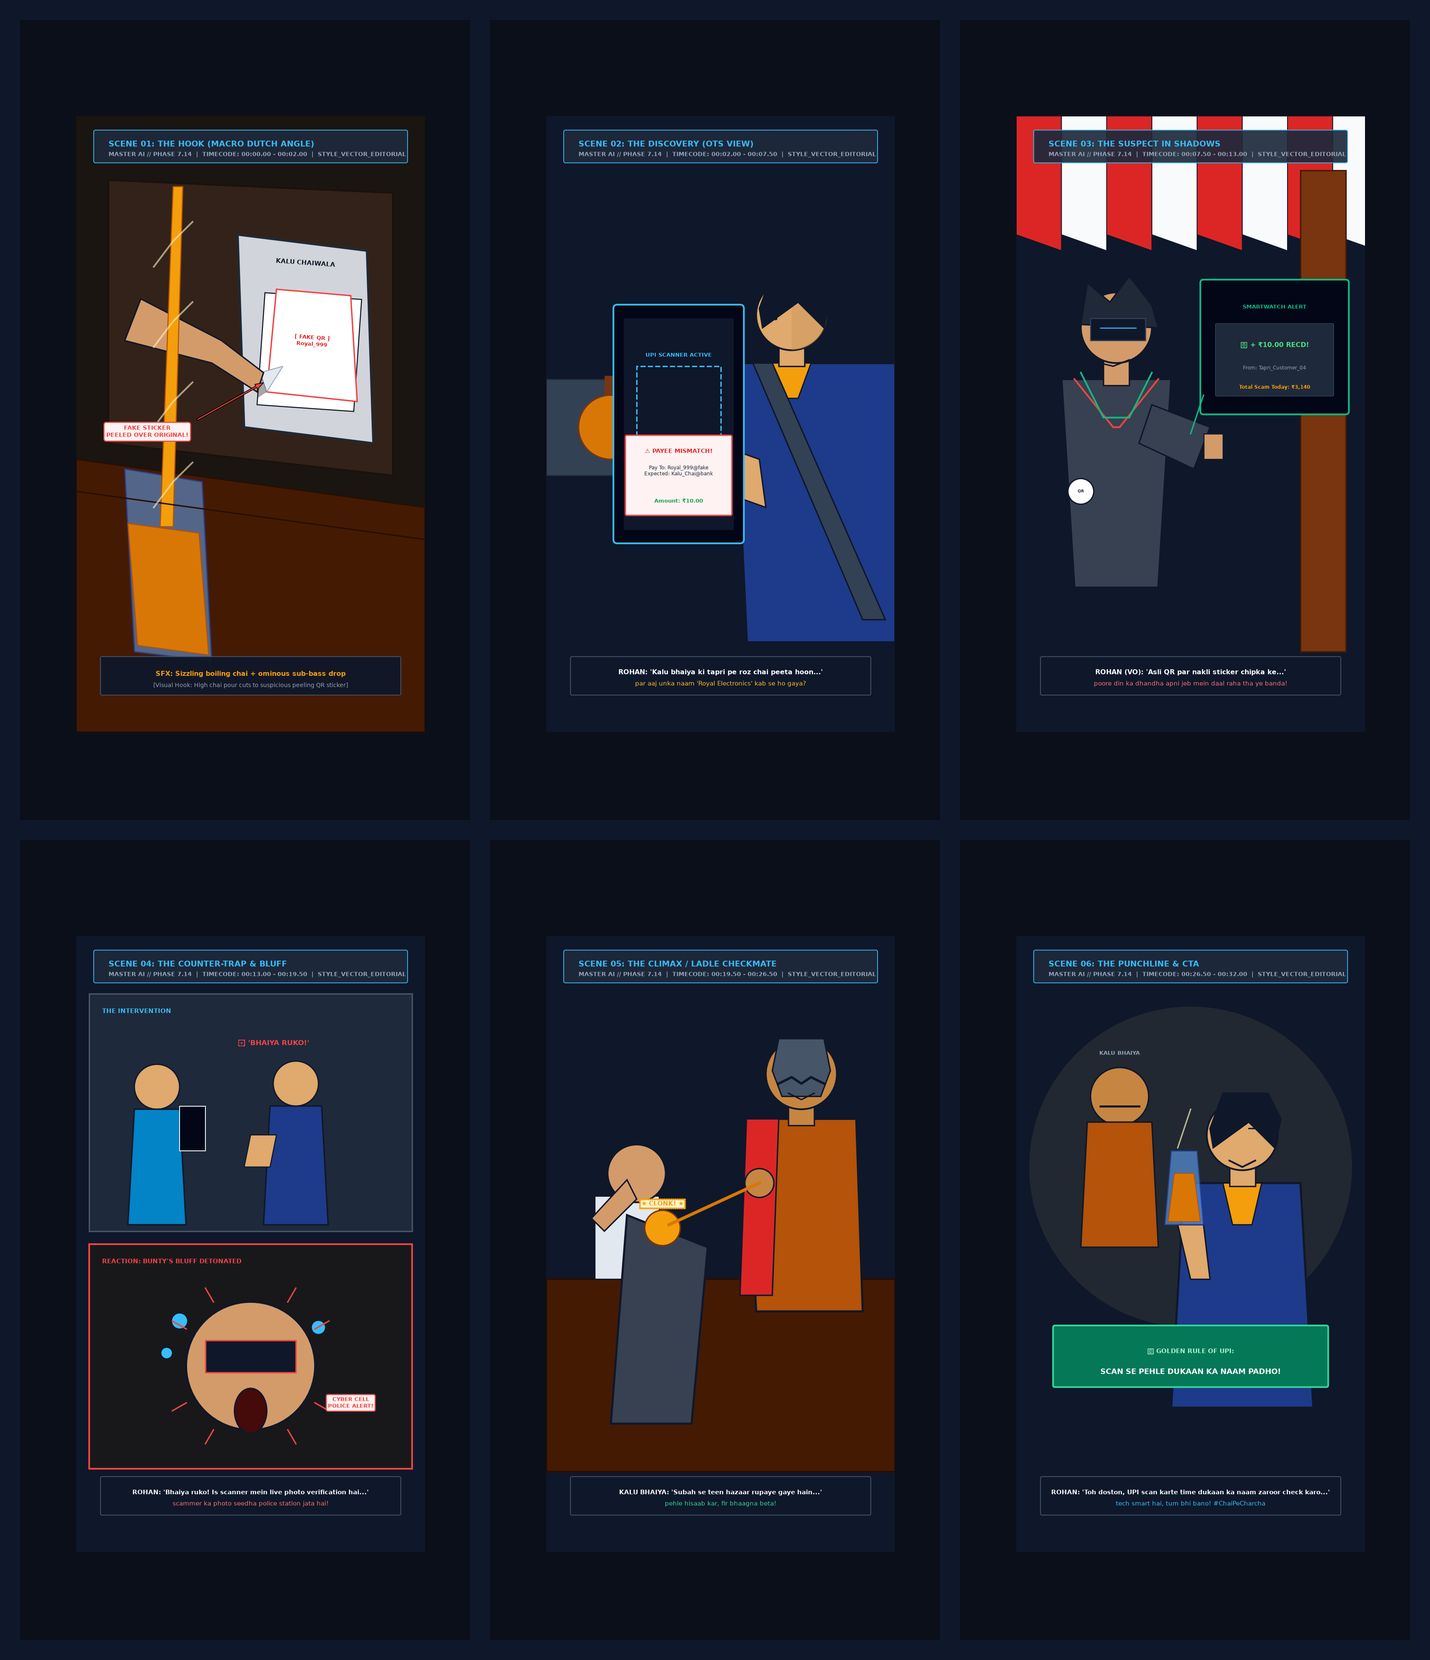 SCENE 01: THE HOOK (MACRO DUTCH ANGLE)
MASTER AI // PHASE 7.14 | TIMECODE: 00:00.00 - 00:02.00 | STYLE_VECTOR_EDITORIAL
KALU CHAIWALA
[ FAKE QR ]
Royal_999
FAKE STICKER
PEELED OVER ORIGINAL!
SFX: Sizzling boiling chai + ominous sub-bass drop
[Visual Hook: High chai pour cuts to suspicious peeling QR sticker]
SCENE 02: THE DISCOVERY (OTS VIEW)
MASTER AI // PHASE 7.14 | TIMECODE: 00:02.00 - 00:07.50 | STYLE_VECTOR_EDITORIAL
UPI SCANNER ACTIVE
⚠ PAYEE MISMATCH!
Pay To: Royal_999@fake
Expected: Kalu_Chai@bank
Amount: ₹10.00
ROHAN: 'Kalu bhaiya ki tapri pe roz chai peeta hoon...'
par aaj unka naam 'Royal Electronics' kab se ho gaya?
SCENE 03: THE SUSPECT IN SHADOWS
MASTER AI // PHASE 7.14 | TIMECODE: 00:07.50 - 00:13.00 | STYLE_VECTOR_EDITORIAL
SMARTWATCH ALERT
+ ₹10.00 RECD!
From: Tapri_Customer_04
Total Scam Today: ₹3,140
QR
ROHAN (VO): 'Asli QR par nakli sticker chipka ke...'
poore din ka dhandha apni jeb mein daal raha tha ye banda!
SCENE 04: THE COUNTER-TRAP & BLUFF
MASTER AI // PHASE 7.14 | TIMECODE: 00:13.00 - 00:19.50 | STYLE_VECTOR_EDITORIAL
THE INTERVENTION
'BHAIYA RUKO!'
REACTION: BUNTY'S BLUFF DETONATED
CYBER CELL
POLICE ALERT!
ROHAN: 'Bhaiya ruko! Is scanner mein live photo verification hai...'
scammer ka photo seedha police station jata hai!
SCENE 05: THE CLIMAX / LADLE CHECKMATE
MASTER AI // PHASE 7.14 | TIMECODE: 00:19.50 - 00:26.50 | STYLE_VECTOR_EDITORIAL
★ CLONK! ★
KALU BHAIYA: 'Subah se teen hazaar rupaye gaye hain...'
pehle hisaab kar, fir bhaagna beta!
SCENE 06: THE PUNCHLINE & CTA
MASTER AI // PHASE 7.14 | TIMECODE: 00:26.50 - 00:32.00 | STYLE_VECTOR_EDITORIAL
KALU BHAIYA
GOLDEN RULE OF UPI:
SCAN SE PEHLE DUKAAN KA NAAM PADHO!
ROHAN: 'Toh doston, UPI scan karte time dukaan ka naam zaroor check karo...'
tech smart hai, tum bhi bano! #ChaiPeCharcha